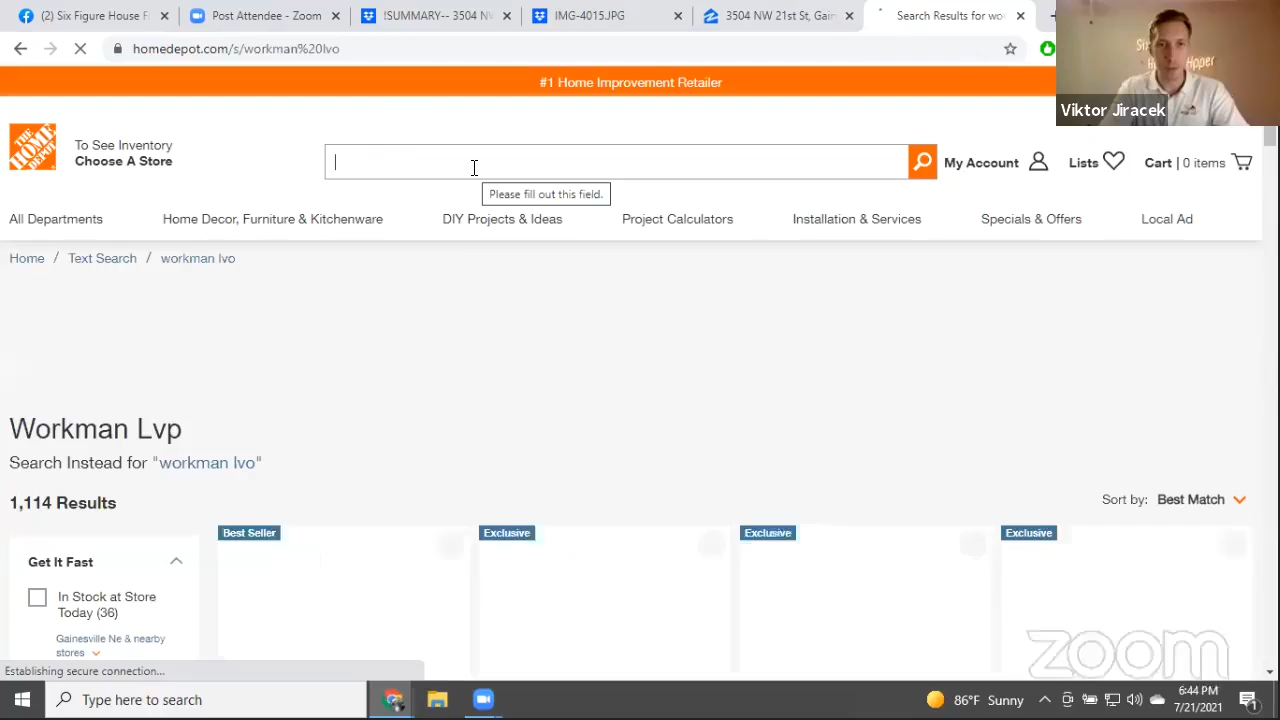 (2) Six Figure House F
Post Attendee - Zoom
!SUMMARY-- 3504 NW
IMG-4015.JPG
3504 NW 21st St, Gain
Search Results for wo
homedepot.com/s/workman%20lvo
#1 Home Improvement Retailer
Viktor Jiracek
THE HOME DEPOT
To See Inventory
Choose A Store
My Account
Lists
Cart | 0 items
Please fill out this field.
All Departments
Home Decor, Furniture & Kitchenware
DIY Projects & Ideas
Project Calculators
Installation & Services
Specials & Offers
Local Ad
Home / Text Search / workman lvo
Workman Lvp
Search Instead for "workman lvo"
1,114 Results
Sort by: Best Match
Best Seller
Exclusive
Exclusive
Exclusive
Get It Fast
In Stock at Store
Today (36)
Gainesville Ne & nearby
stores
zoom
Establishing secure connection...
Type here to search
86°F Sunny
6:44 PM
7/21/2021
1